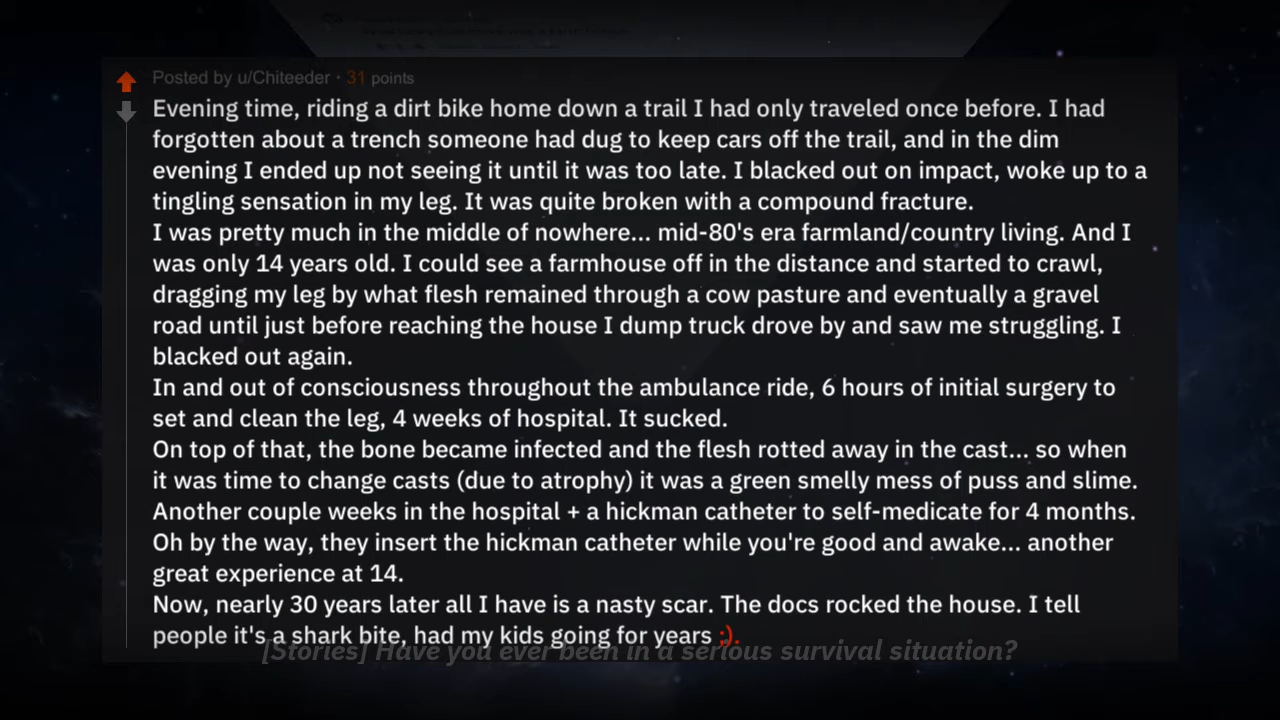 Posted by u/Chiteeder · 31 points
Evening time, riding a dirt bike home down a trail I had only traveled once before. I had
forgotten about a trench someone had dug to keep cars off the trail, and in the dim
evening I ended up not seeing it until it was too late. I blacked out on impact, woke up to a
tingling sensation in my leg. It was quite broken with a compound fracture.
I was pretty much in the middle of nowhere... mid-80's era farmland/country living. And I
was only 14 years old. I could see a farmhouse off in the distance and started to crawl,
dragging my leg by what flesh remained through a cow pasture and eventually a gravel
road until just before reaching the house I dump truck drove by and saw me struggling. I
blacked out again.
In and out of consciousness throughout the ambulance ride, 6 hours of initial surgery to
set and clean the leg, 4 weeks of hospital. It sucked.
On top of that, the bone became infected and the flesh rotted away in the cast... so when
it was time to change casts (due to atrophy) it was a green smelly mess of puss and slime.
Another couple weeks in the hospital + a hickman catheter to self-medicate for 4 months.
Oh by the way, they insert the hickman catheter while you're good and awake... another
great experience at 14.
Now, nearly 30 years later all I have is a nasty scar. The docs rocked the house. I tell
people it's a shark bite, had my kids going for years ;).
[Stories] Have you ever been in a serious survival situation?